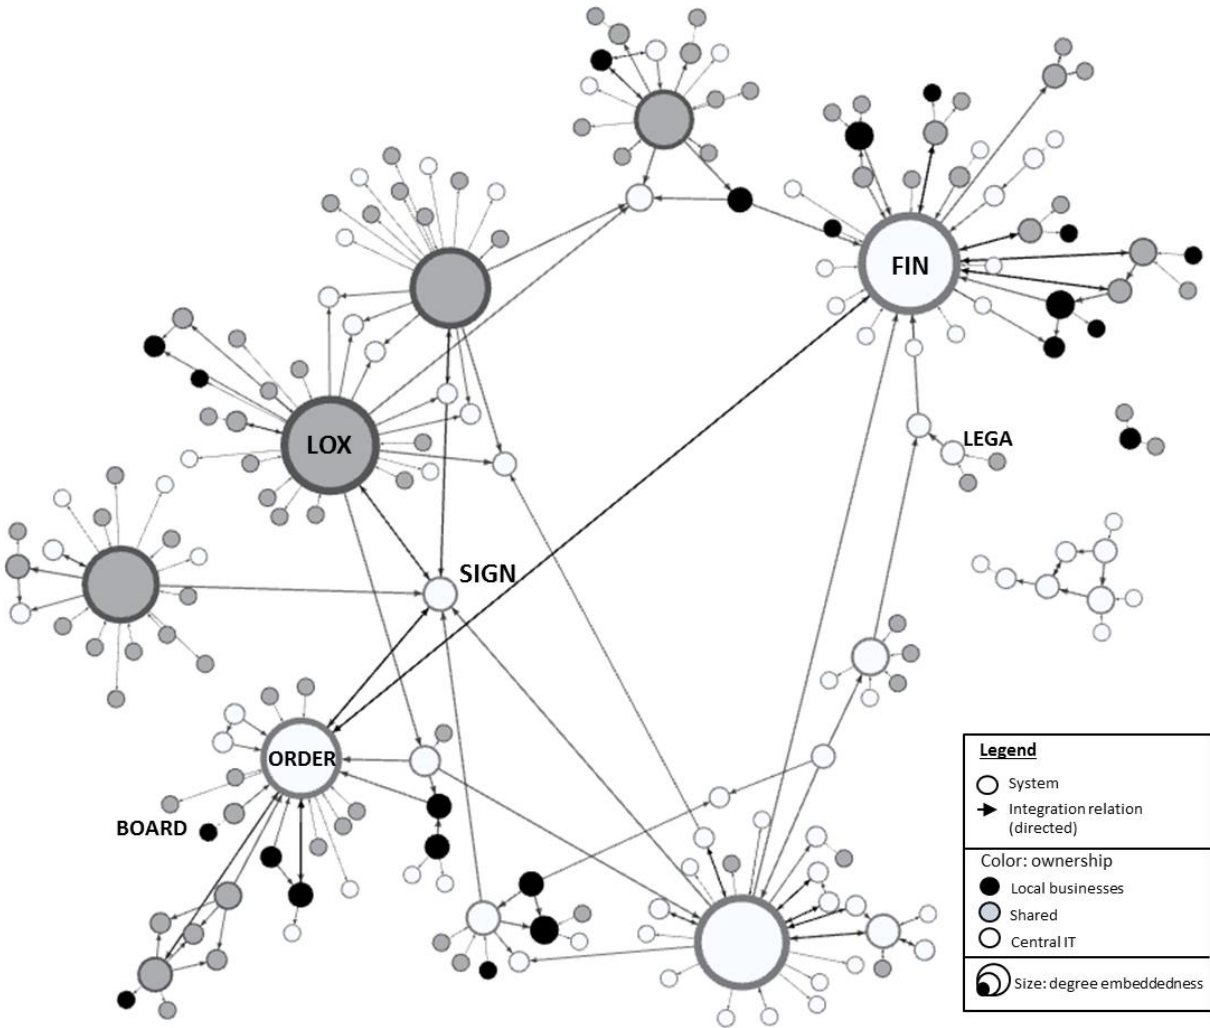 FIN
LEGA
LOX
SIGN
ORDER
BOARD
Legend
System
Integration relation
(directed)
Color: ownership
Local businesses
Shared
Central IT
Size: degree embeddedness